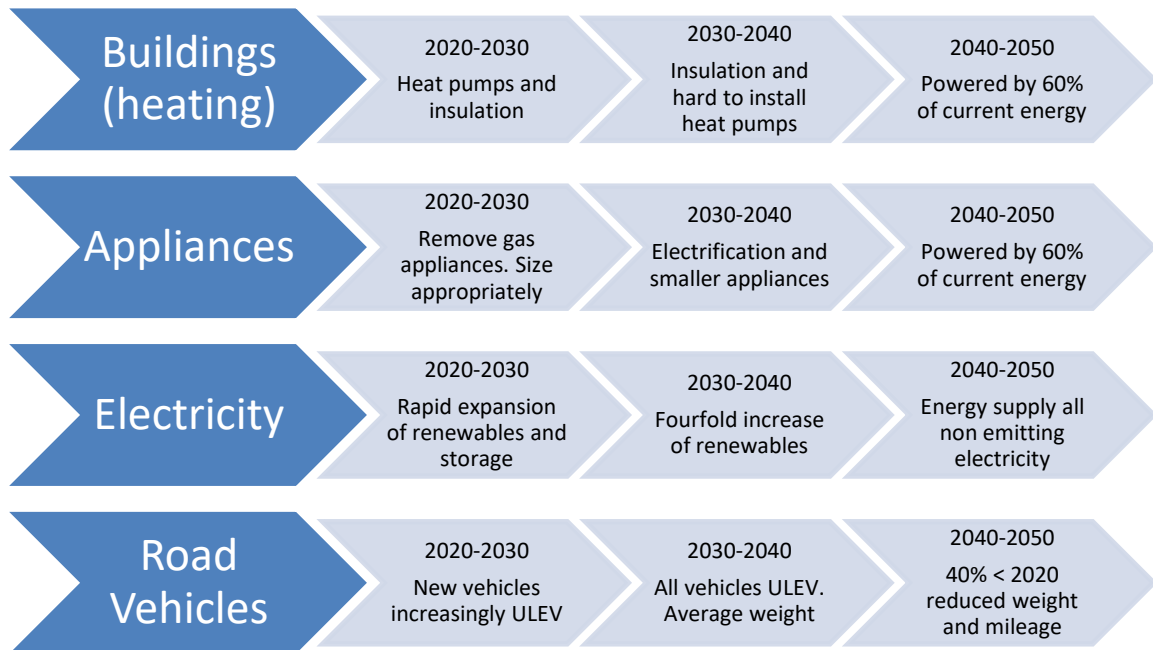 Buildings
(heating)
2020-2030
Heat pumps and
insulation
2030-2040
Insulation and
hard to install
heat pumps
2040-2050
Powered by 60%
of current energy
Appliances
2020-2030
Remove gas
appliances. Size
appropriately
2030-2040
Electrification and
smaller appliances
2040-2050
Powered by 60%
of current energy
Electricity
2020-2030
Rapid expansion
of renewables and
storage
2030-2040
Fourfold increase
of renewables
2040-2050
Energy supply all
non emitting
electricity
Road
Vehicles
2020-2030
New vehicles
increasingly ULEV
2030-2040
All vehicles ULEV.
Average weight
2040-2050
40% < 2020
reduced weight
and mileage